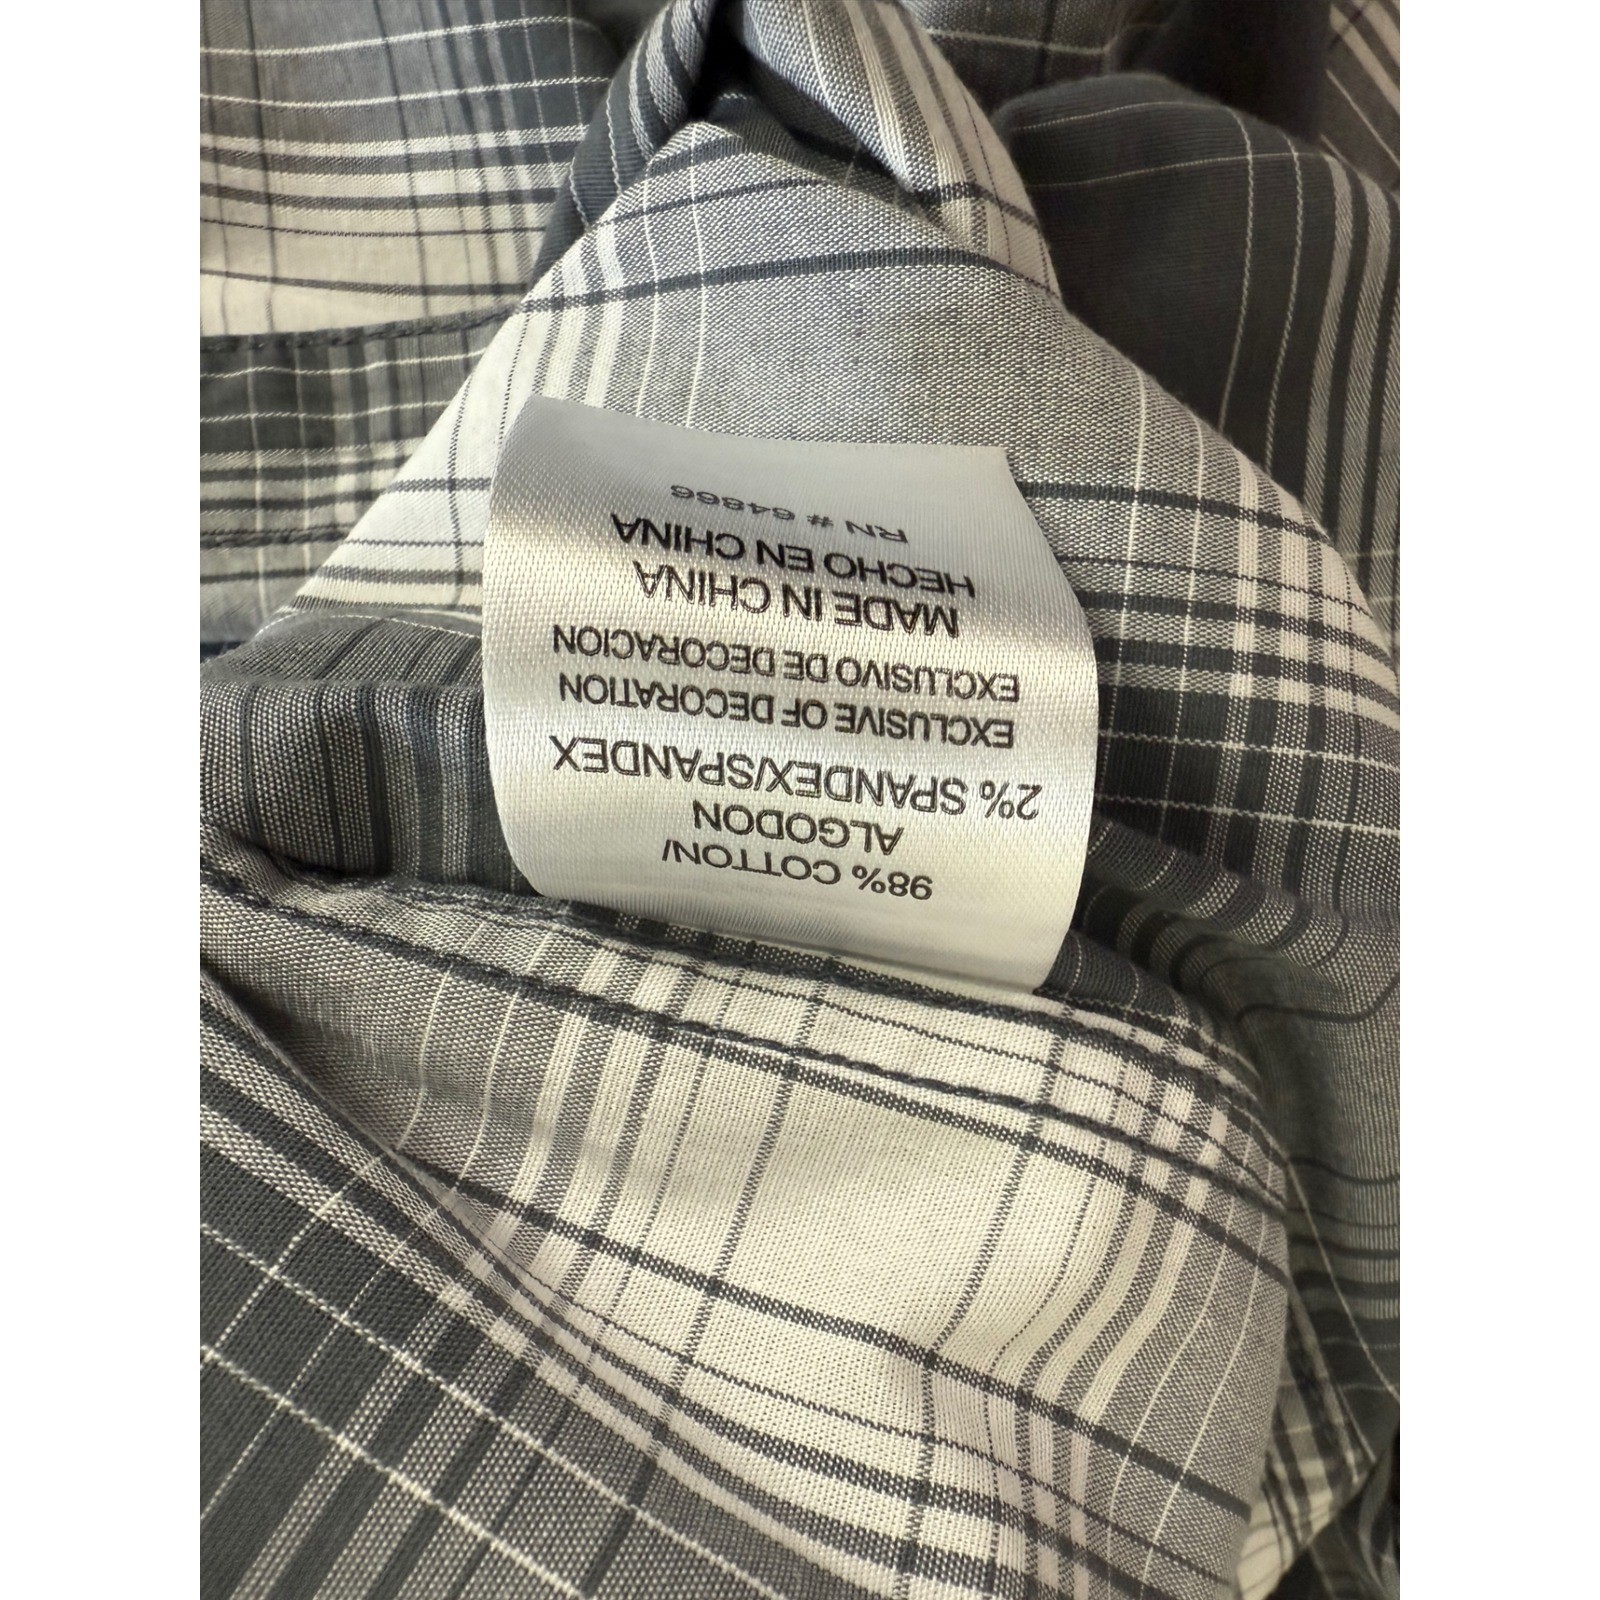 98% COTTON/
ALGODON
2% SPANDEX/SPANDEX
EXCLUSIVE OF DECORATION
EXCLUSIVO DE DECORACION
MADE IN CHINA
HECHO EN CHINA
RN # 64866